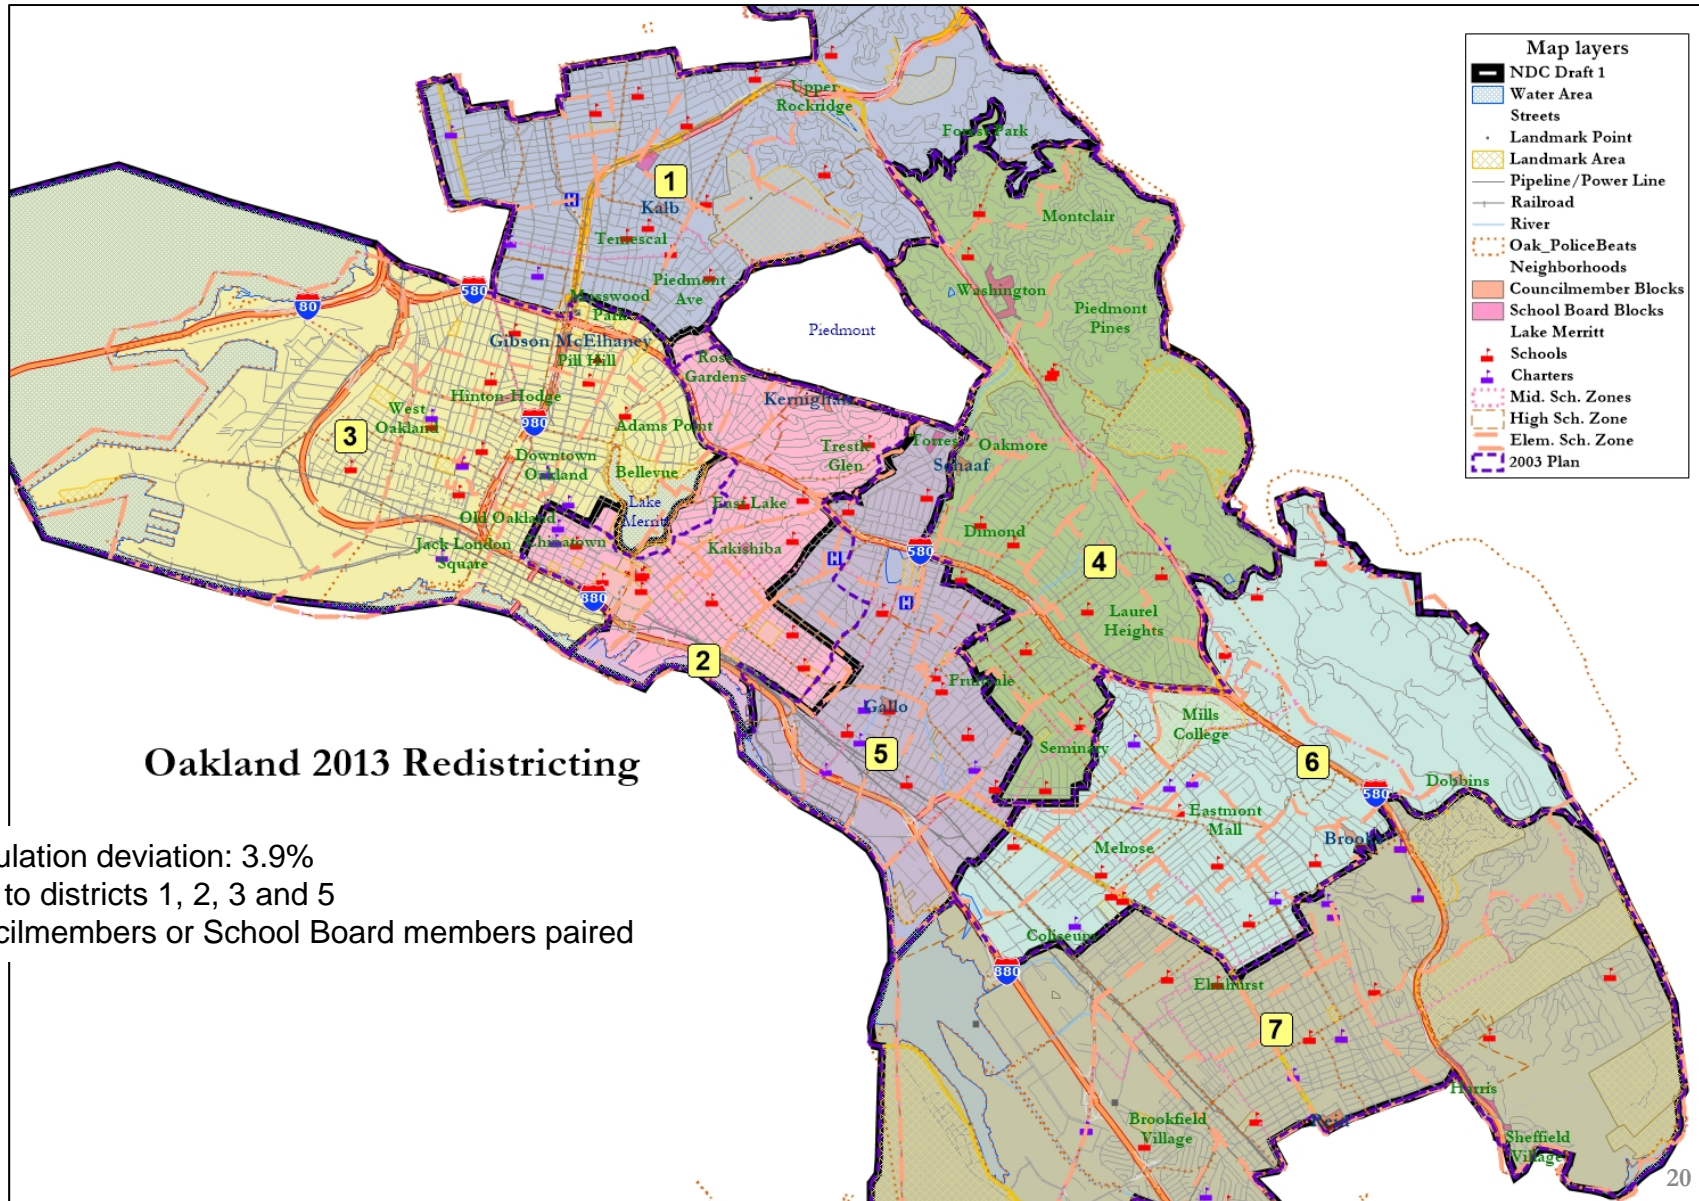 Map layers
NDC Draft 1
Water Area
Streets
Landmark Point
Landmark Area
Pipeline/Power Line
Railroad
River
Oak_PoliceBeats
Neighborhoods
Councilmember Blocks
School Board Blocks
Lake Merritt
Schools
Charters
Mid. Sch. Zones
High Sch. Zone
Elem. Sch. Zone
2003 Plan
Upper
Rockridge
Forest Park
1
Kalb
Temescal
Montclair
Piedmont
Ave
Washington
Piedmont
Pines
580
80
Mosswood
Park
Piedmont
Gibson McElhaney
Pill Hill
Rose
Gardens
Hinton-Hodge
Kernighan
West
Oakland
980
3
Adams Point
Trestle
Glen
Torres
Oakmore
Schaaf
Downtown
Oakland
Bellevue
Lake
Merritt
East Lake
Old Oakland
Chinatown
Jack London
Square
Kakishiba
Dimond
H
580
4
880
H
H
Laurel
Heights
2
Fruitvale
Gallo
Mills
College
Seminary
5
6
Oakland 2013 Redistricting
Dobbins
580
Eastmont
Mall
Brooks
Melrose
ulation deviation: 3.9%
to districts 1, 2, 3 and 5
cilmembers or School Board members paired
Coliseum
880
Elmhurst
7
Harris
Brookfield
Village
Sheffield
Village
20